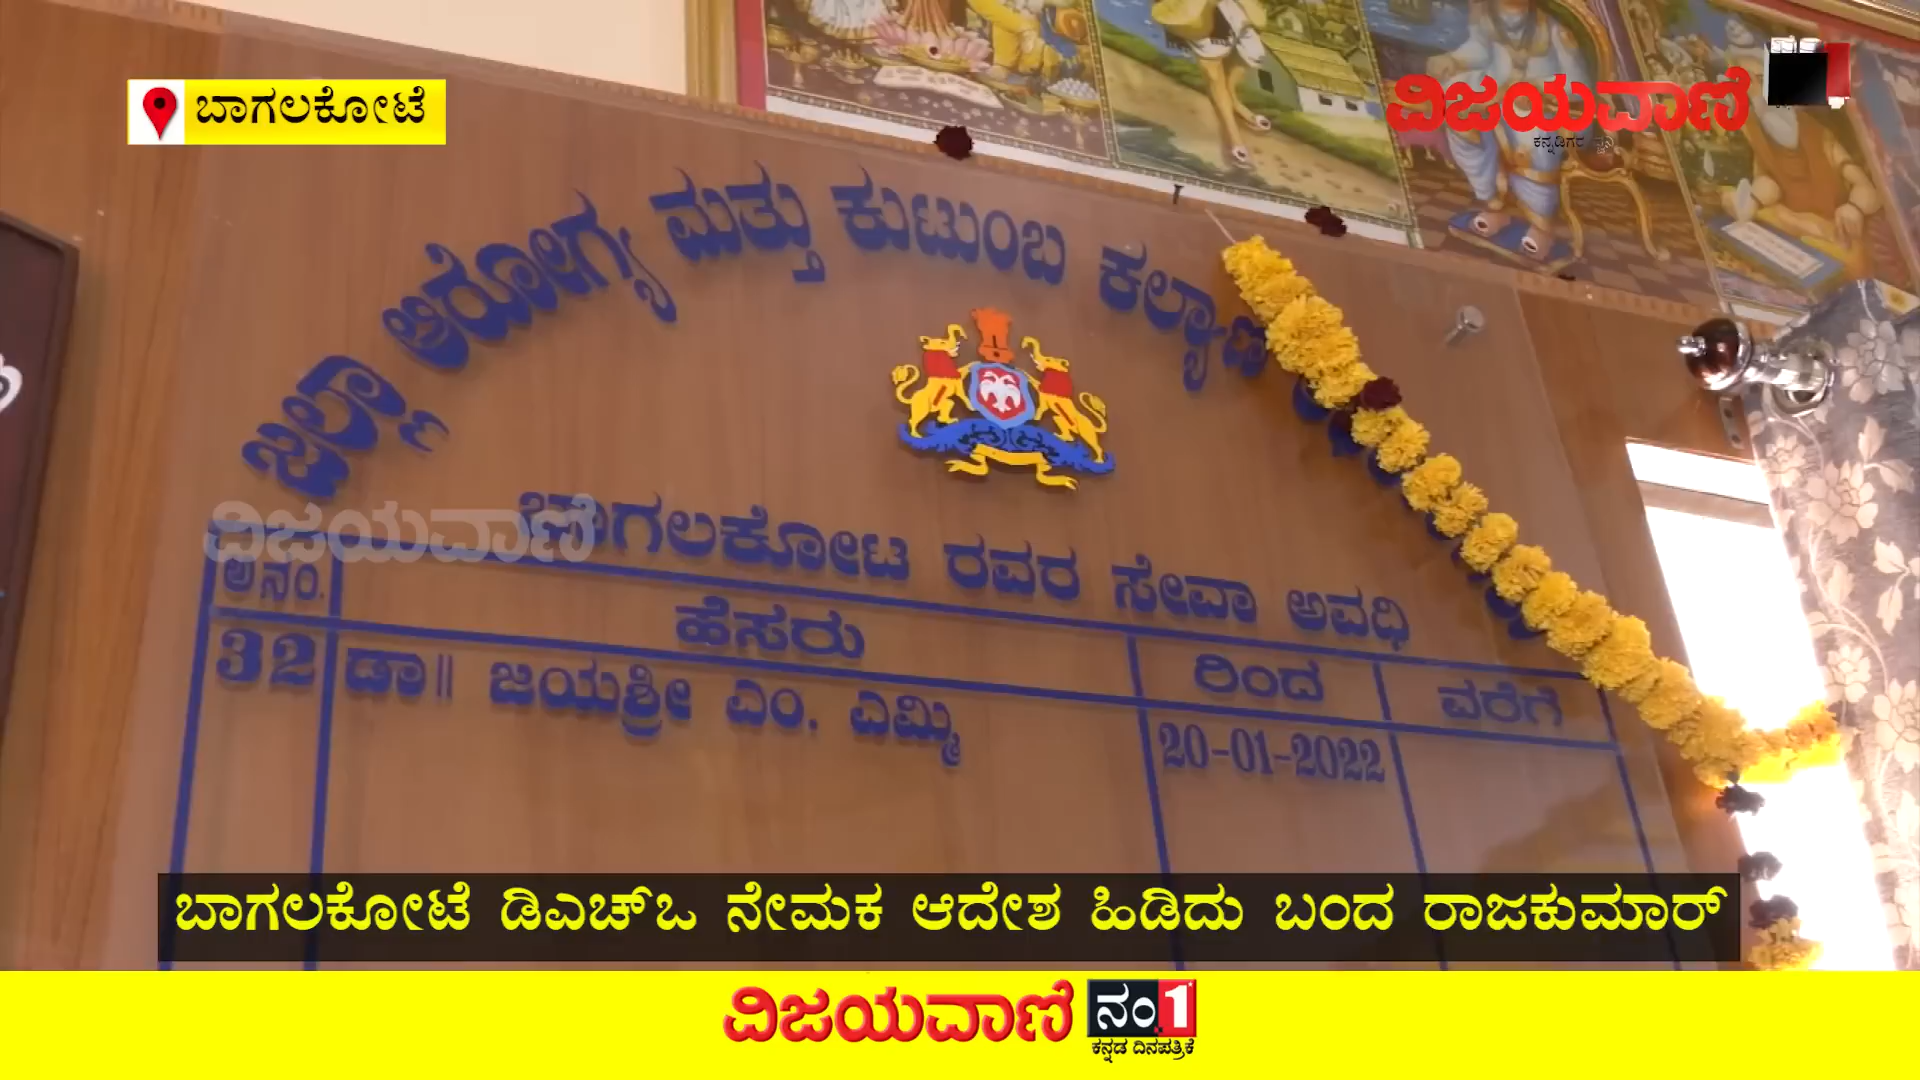 ಬಾಗಲಕೋಟೆ
ವಿಜಯವಾಣಿ
ಜಿಲ್ಲಾ ಆರೋಗ್ಯ ಮತ್ತು ಕುಟುಂಬ ಕಲ್ಯಾಣ
ವಿಜಯವಾಣಿ
ಬಾಗಲಕೋಟ ರವರ ಸೇವಾ ಅವಧಿ
ಹೆಸರು ರಿಂದ ವರೆಗೆ
32 ಡಾ|| ಜಯಶ್ರೀ ಎಂ. ಎಮ್ಮಿ 20-01-2022
ಬಾಗಲಕೋಟೆ ಡಿಎಚ್‌ಒ ನೇಮಕ ಆದೇಶ ಹಿಡಿದು ಬಂದ ರಾಜಕುಮಾರ್
ವಿಜಯವಾಣಿ ನಂ.1
ಕನ್ನಡ ದಿನಪತ್ರಿಕೆ